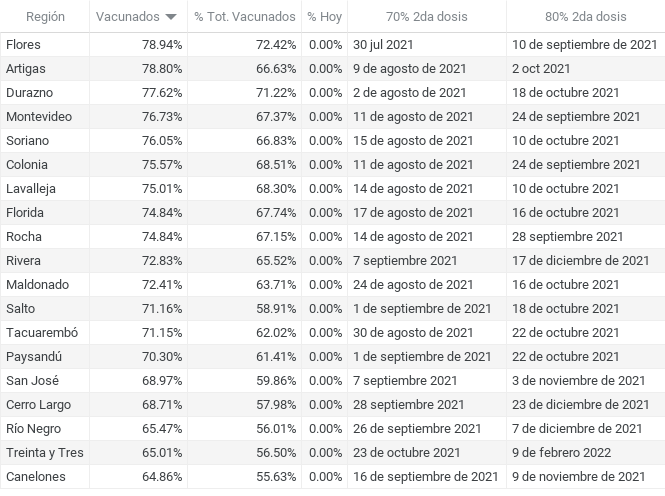 Región Vacunados % Tot. Vacunados % Hoy 70% 2da dosis 80% 2da dosis
Flores 78.94% 72.42% 0.00% 30 jul 2021 10 de septiembre de 2021
Artigas 78.80% 66.63% 0.00% 9 de agosto de 2021 2 oct 2021
Durazno 77.62% 71.22% 0.00% 2 de agosto de 2021 18 de octubre de 2021
Montevideo 76.73% 67.37% 0.00% 11 de agosto de 2021 24 de septiembre de 2021
Soriano 76.05% 66.83% 0.00% 15 de agosto de 2021 10 de octubre de 2021
Colonia 75.57% 68.51% 0.00% 11 de agosto de 2021 24 de septiembre de 2021
Lavalleja 75.01% 68.30% 0.00% 14 de agosto de 2021 10 de octubre de 2021
Florida 74.84% 67.74% 0.00% 17 de agosto de 2021 16 de octubre de 2021
Rocha 74.84% 67.15% 0.00% 14 de agosto de 2021 28 septiembre 2021
Rivera 72.83% 65.52% 0.00% 7 septiembre 2021 17 de diciembre de 2021
Maldonado 72.41% 63.71% 0.00% 24 de agosto de 2021 16 de octubre de 2021
Salto 71.16% 58.91% 0.00% 1 de septiembre de 2021 18 de octubre de 2021
Tacuarembó 71.15% 62.02% 0.00% 30 de agosto de 2021 22 de octubre de 2021
Paysandú 70.30% 61.41% 0.00% 1 de septiembre de 2021 22 de octubre de 2021
San José 68.97% 59.86% 0.00% 7 septiembre 2021 3 de noviembre de 2021
Cerro Largo 68.71% 57.98% 0.00% 28 septiembre 2021 23 de diciembre de 2021
Río Negro 65.47% 56.01% 0.00% 26 de septiembre de 2021 7 de diciembre de 2021
Treinta y Tres 65.01% 56.50% 0.00% 23 de octubre de 2021 9 de febrero 2022
Canelones 64.86% 55.63% 0.00% 16 de septiembre de 2021 9 de noviembre de 2021